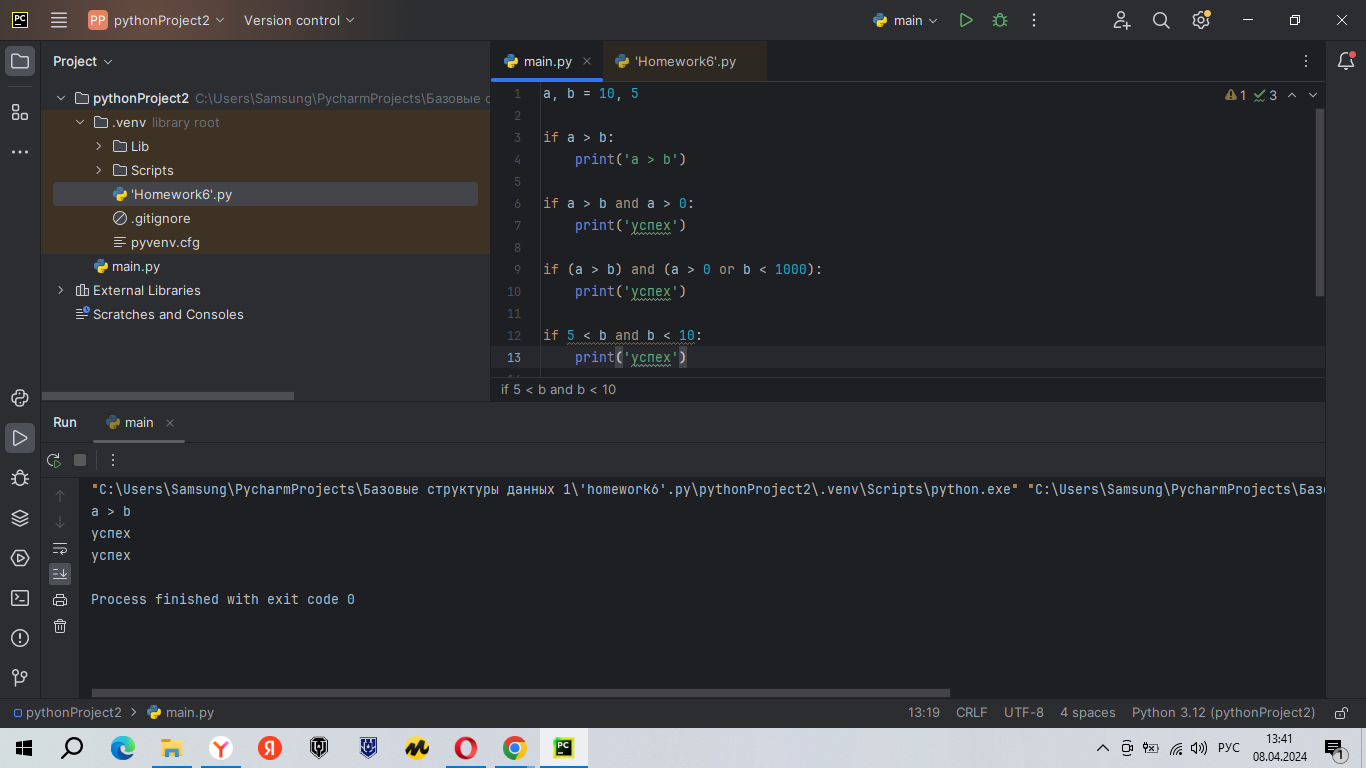 PC
PP pythonProject2
Version control
main
Project
pythonProject2 C:\Users\Samsung\PycharmProjects\Базовые с
.venv library root
Lib
Scripts
'Homework6'.py
.gitignore
pyvenv.cfg
main.py
External Libraries
Scratches and Consoles
main.py
'Homework6'.py
1 a, b = 10, 5
2
3 if a > b:
4 print('a > b')
5
6 if a > b and a > 0:
7 print('успех')
8
9 if (a > b) and (a > 0 or b < 1000):
10 print('успех')
11
12 if 5 < b and b < 10:
13 print('успех')
1 3
if 5 < b and b < 10
Run
main
"C:\Users\Samsung\PycharmProjects\Базовые структуры данных 1\'homework6'.py\pythonProject2\.venv\Scripts\python.exe" "C:\Users\Samsung\PycharmProjects\Базо
a > b
успех
успех
Process finished with exit code 0
pythonProject2 > main.py
13:19
CRLF
UTF-8
4 spaces
Python 3.12 (pythonProject2)
Y
Я
PC
РУС
13:41
08.04.2024
1